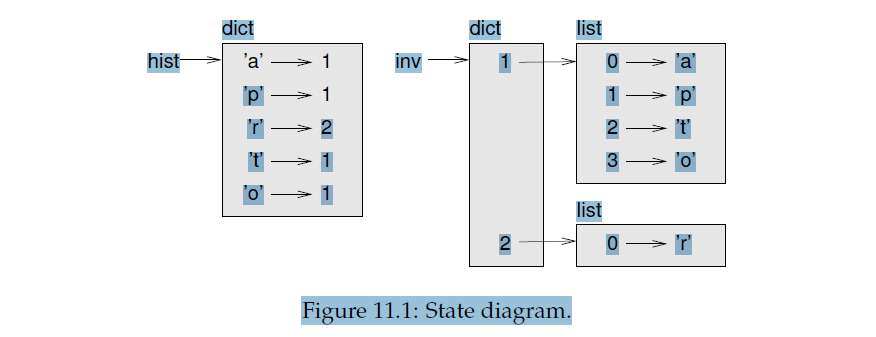 dict
hist
'a' 1
'p' 1
'r' 2
't' 1
'o' 1
dict
inv
1
2
list
0 'a'
1 'p'
2 't'
3 'o'
list
0 'r'
Figure 11.1: State diagram.